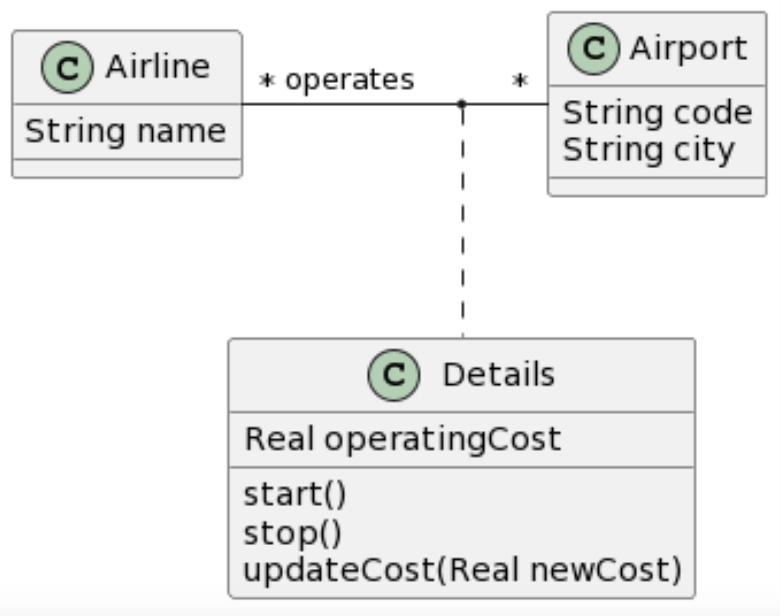 C Airline
String name
* operates *
C Airport
String code
String city
C Details
Real operatingCost
start()
stop()
updateCost(Real newCost)